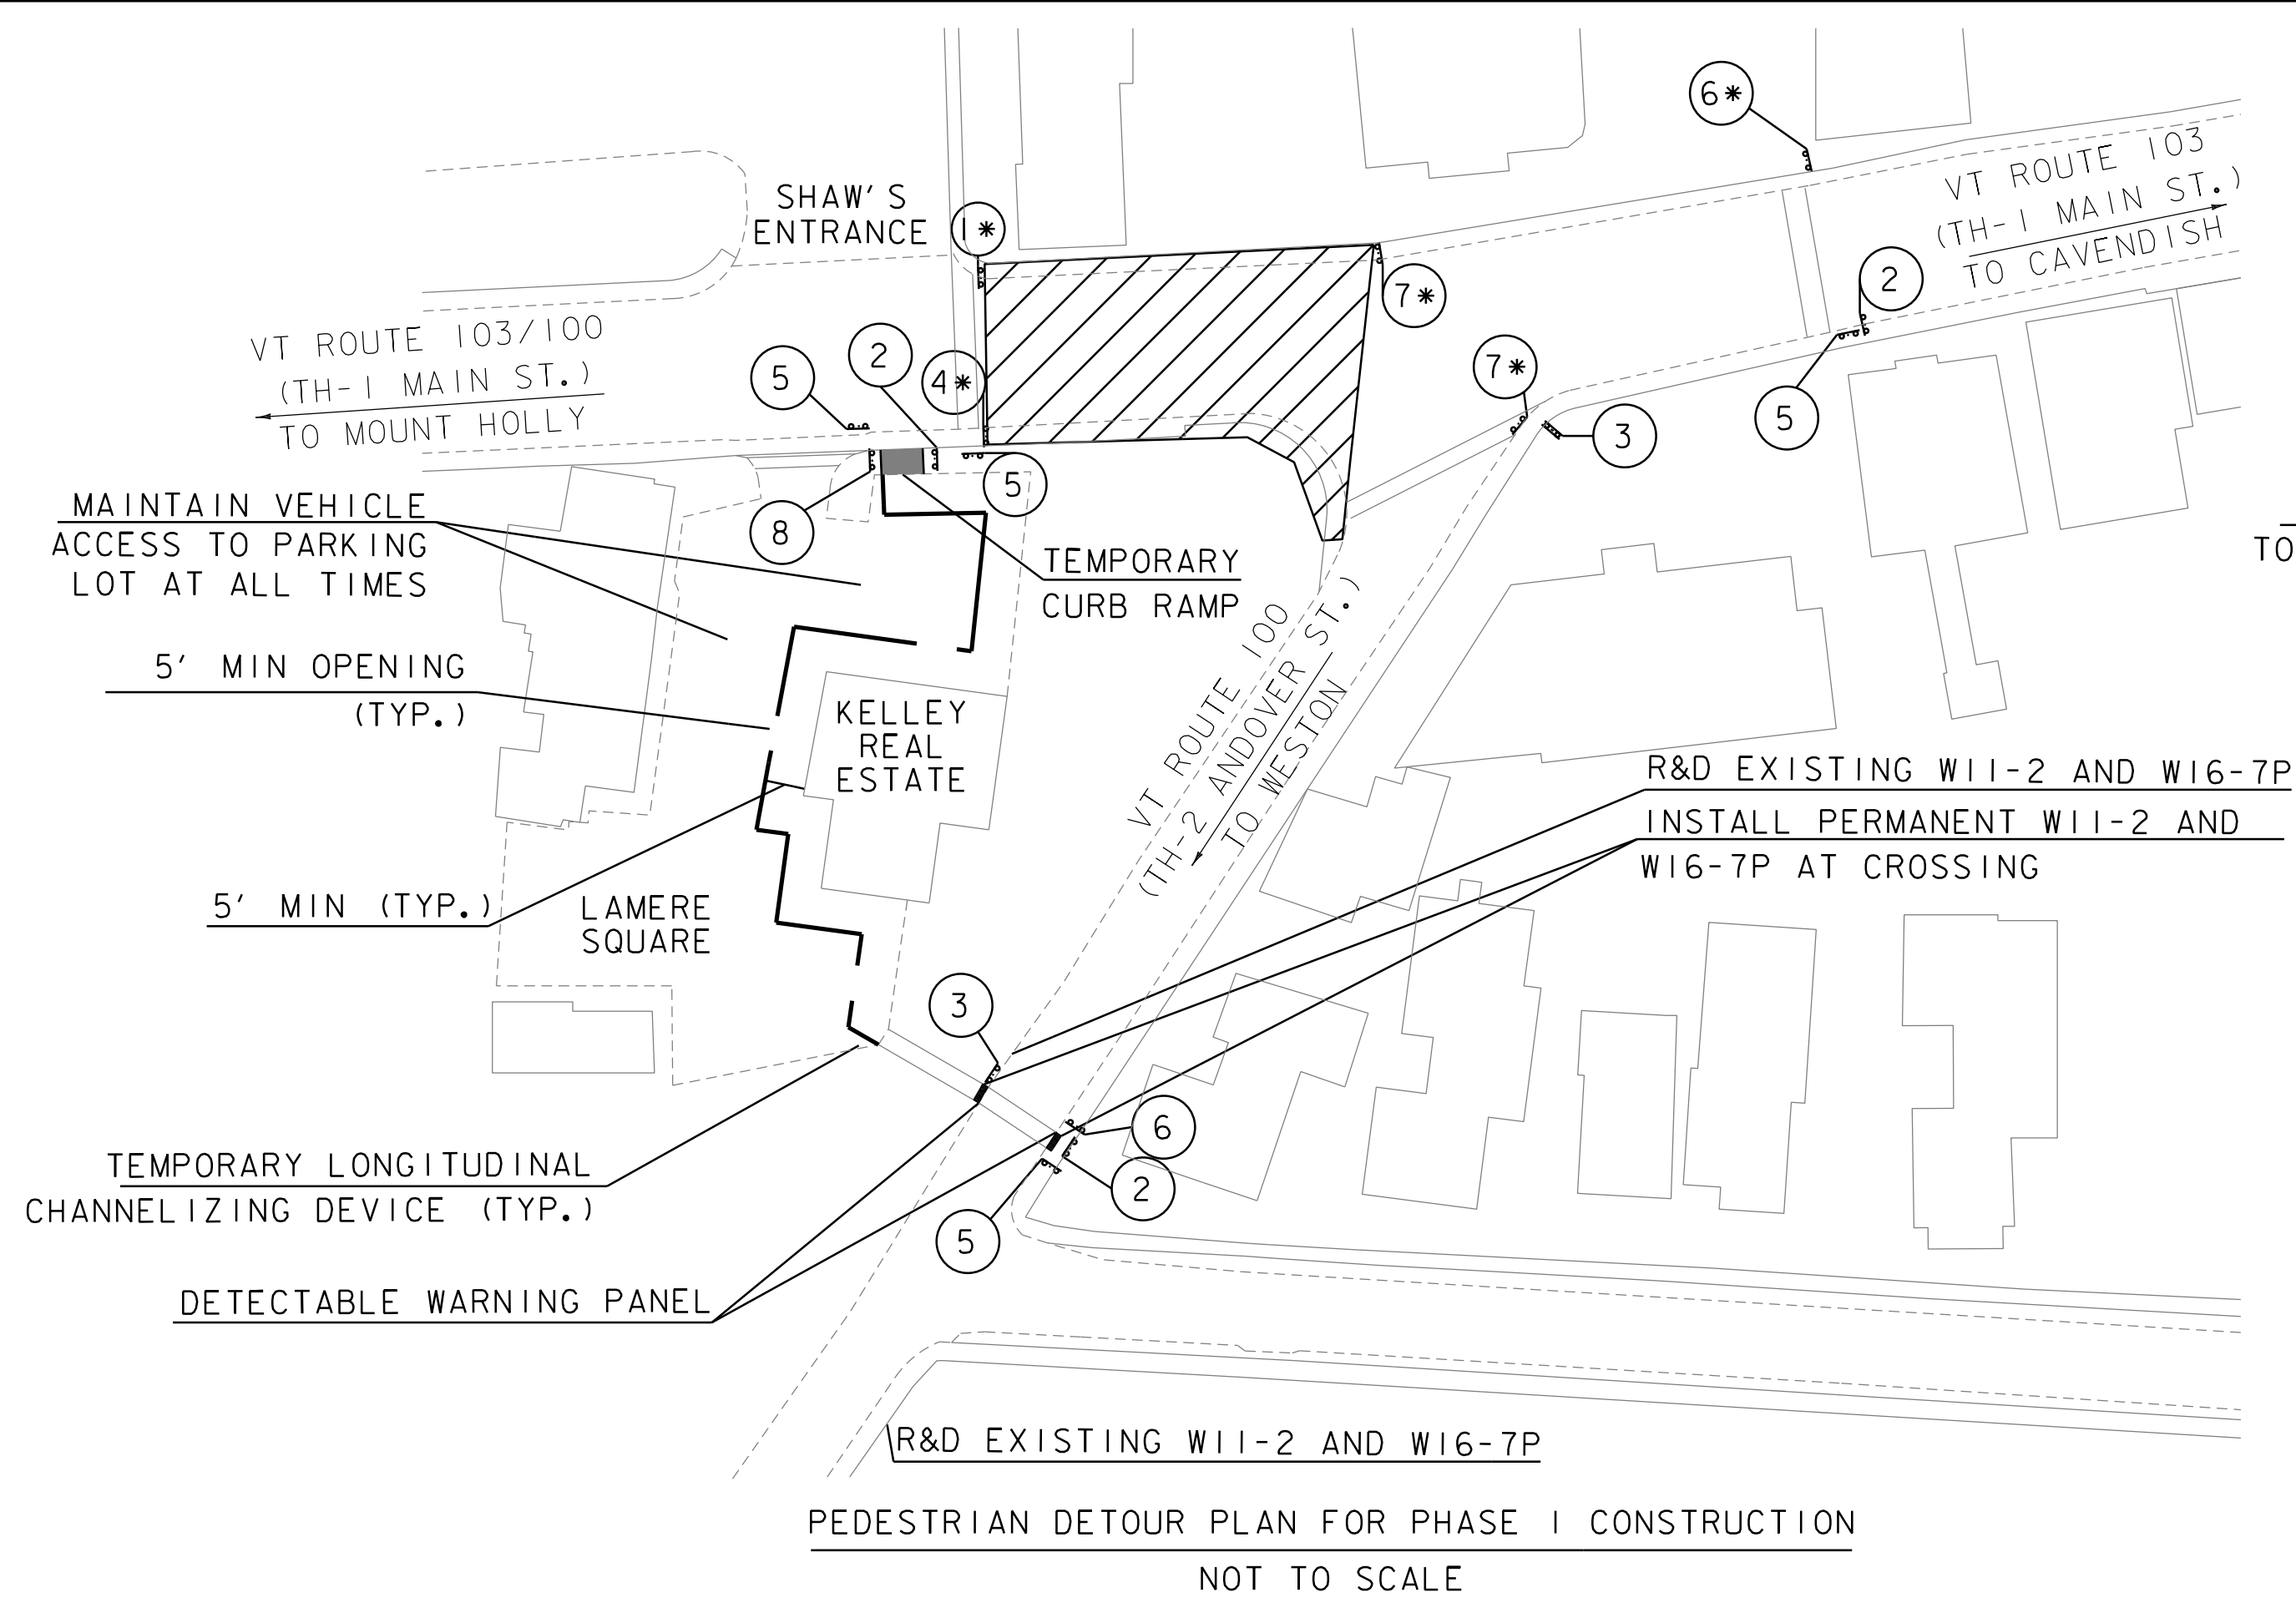 6*
SHAW'S
ENTRANCE
1*
VT ROUTE 103
(TH-1 MAIN ST.)
TO CAVENDISH
2
7*
VT ROUTE 103/100
(TH-1 MAIN ST.)
TO MOUNT HOLLY
5
2
4*
7*
3
5
5
8
MAINTAIN VEHICLE
ACCESS TO PARKING
LOT AT ALL TIMES
TEMPORARY
CURB RAMP
TO
5' MIN OPENING
(TYP.)
KELLEY
REAL
ESTATE
VT ROUTE 100
(TH-2 ANDOVER ST.)
TO WESTON
R&D EXISTING W11-2 AND W16-7P
INSTALL PERMANENT W11-2 AND
W16-7P AT CROSSING
5' MIN (TYP.)
LAMERE
SQUARE
3
6
2
5
TEMPORARY LONGITUDINAL
CHANNELIZING DEVICE (TYP.)
DETECTABLE WARNING PANEL
R&D EXISTING W11-2 AND W16-7P
PEDESTRIAN DETOUR PLAN FOR PHASE 1 CONSTRUCTION
NOT TO SCALE